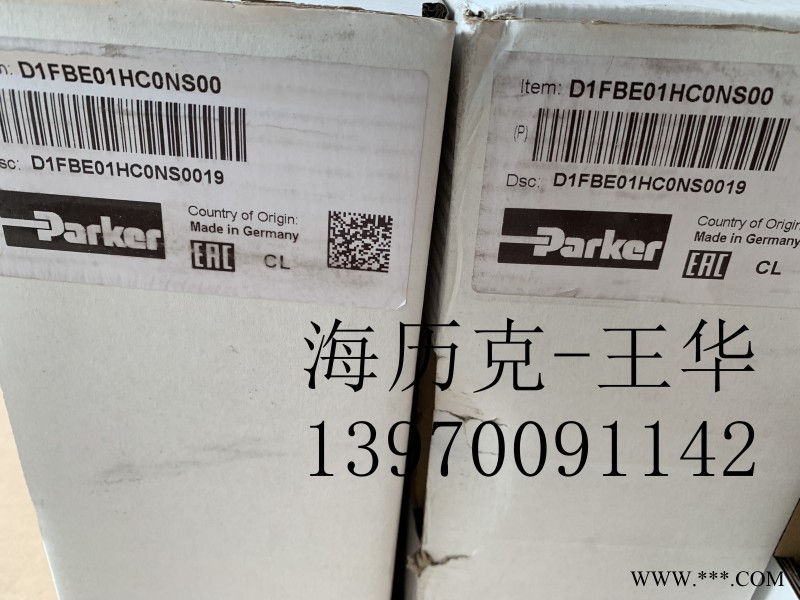 m: D1FBE01HC0NS00
Dsc: D1FBE01HC0NS0019
Parker
Country of Origin:
Made in Germany
EAC CL
Item: D1FBE01HC0NS00
(P)
Dsc: D1FBE01HC0NS0019
Parker
Country of Origin:
Made in Germany
EAC CL
海历克-王华
13970091142
WWW.***.COM